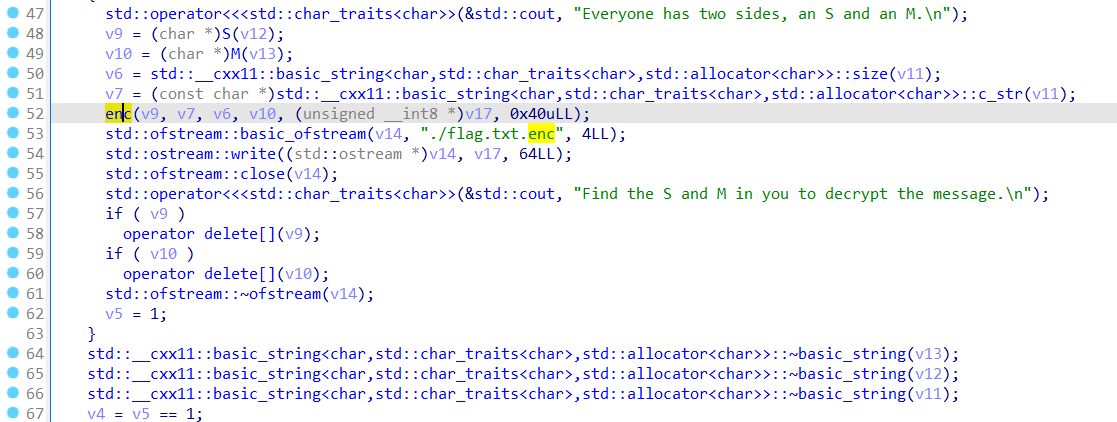 47 std::operator<<<std::char_traits<char>>(&std::cout, "Everyone has two sides, an S and an M.\n");
48 v9 = (char *)S(v12);
49 v10 = (char *)M(v13);
50 v6 = std::__cxx11::basic_string<char,std::char_traits<char>,std::allocator<char>>::size(v11);
51 v7 = (const char *)std::__cxx11::basic_string<char,std::char_traits<char>,std::allocator<char>>::c_str(v11);
52 enc(v9, v7, v6, v10, (unsigned __int8 *)v17, 0x40uLL);
53 std::ofstream::basic_ofstream(v14, "./flag.txt.enc", 4LL);
54 std::ostream::write((std::ostream *)v14, v17, 64LL);
55 std::ofstream::close(v14);
56 std::operator<<<std::char_traits<char>>(&std::cout, "Find the S and M in you to decrypt the message.\n");
57 if ( v9 )
58 operator delete[](v9);
59 if ( v10 )
60 operator delete[](v10);
61 std::ofstream::~ofstream(v14);
62 v5 = 1;
63 }
64 std::__cxx11::basic_string<char,std::char_traits<char>,std::allocator<char>>::~basic_string(v13);
65 std::__cxx11::basic_string<char,std::char_traits<char>,std::allocator<char>>::~basic_string(v12);
66 std::__cxx11::basic_string<char,std::char_traits<char>,std::allocator<char>>::~basic_string(v11);
67 v4 = v5 == 1;